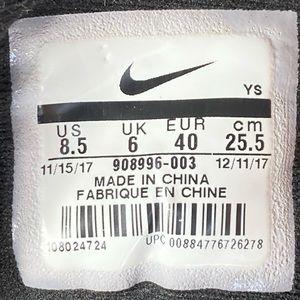 YS
US UK EUR cm
8.5 6 40 25.5
11/15/17 908996-003 12/11/17
MADE IN CHINA
FABRIQUE EN CHINE
108024724 UPC 00884776726278